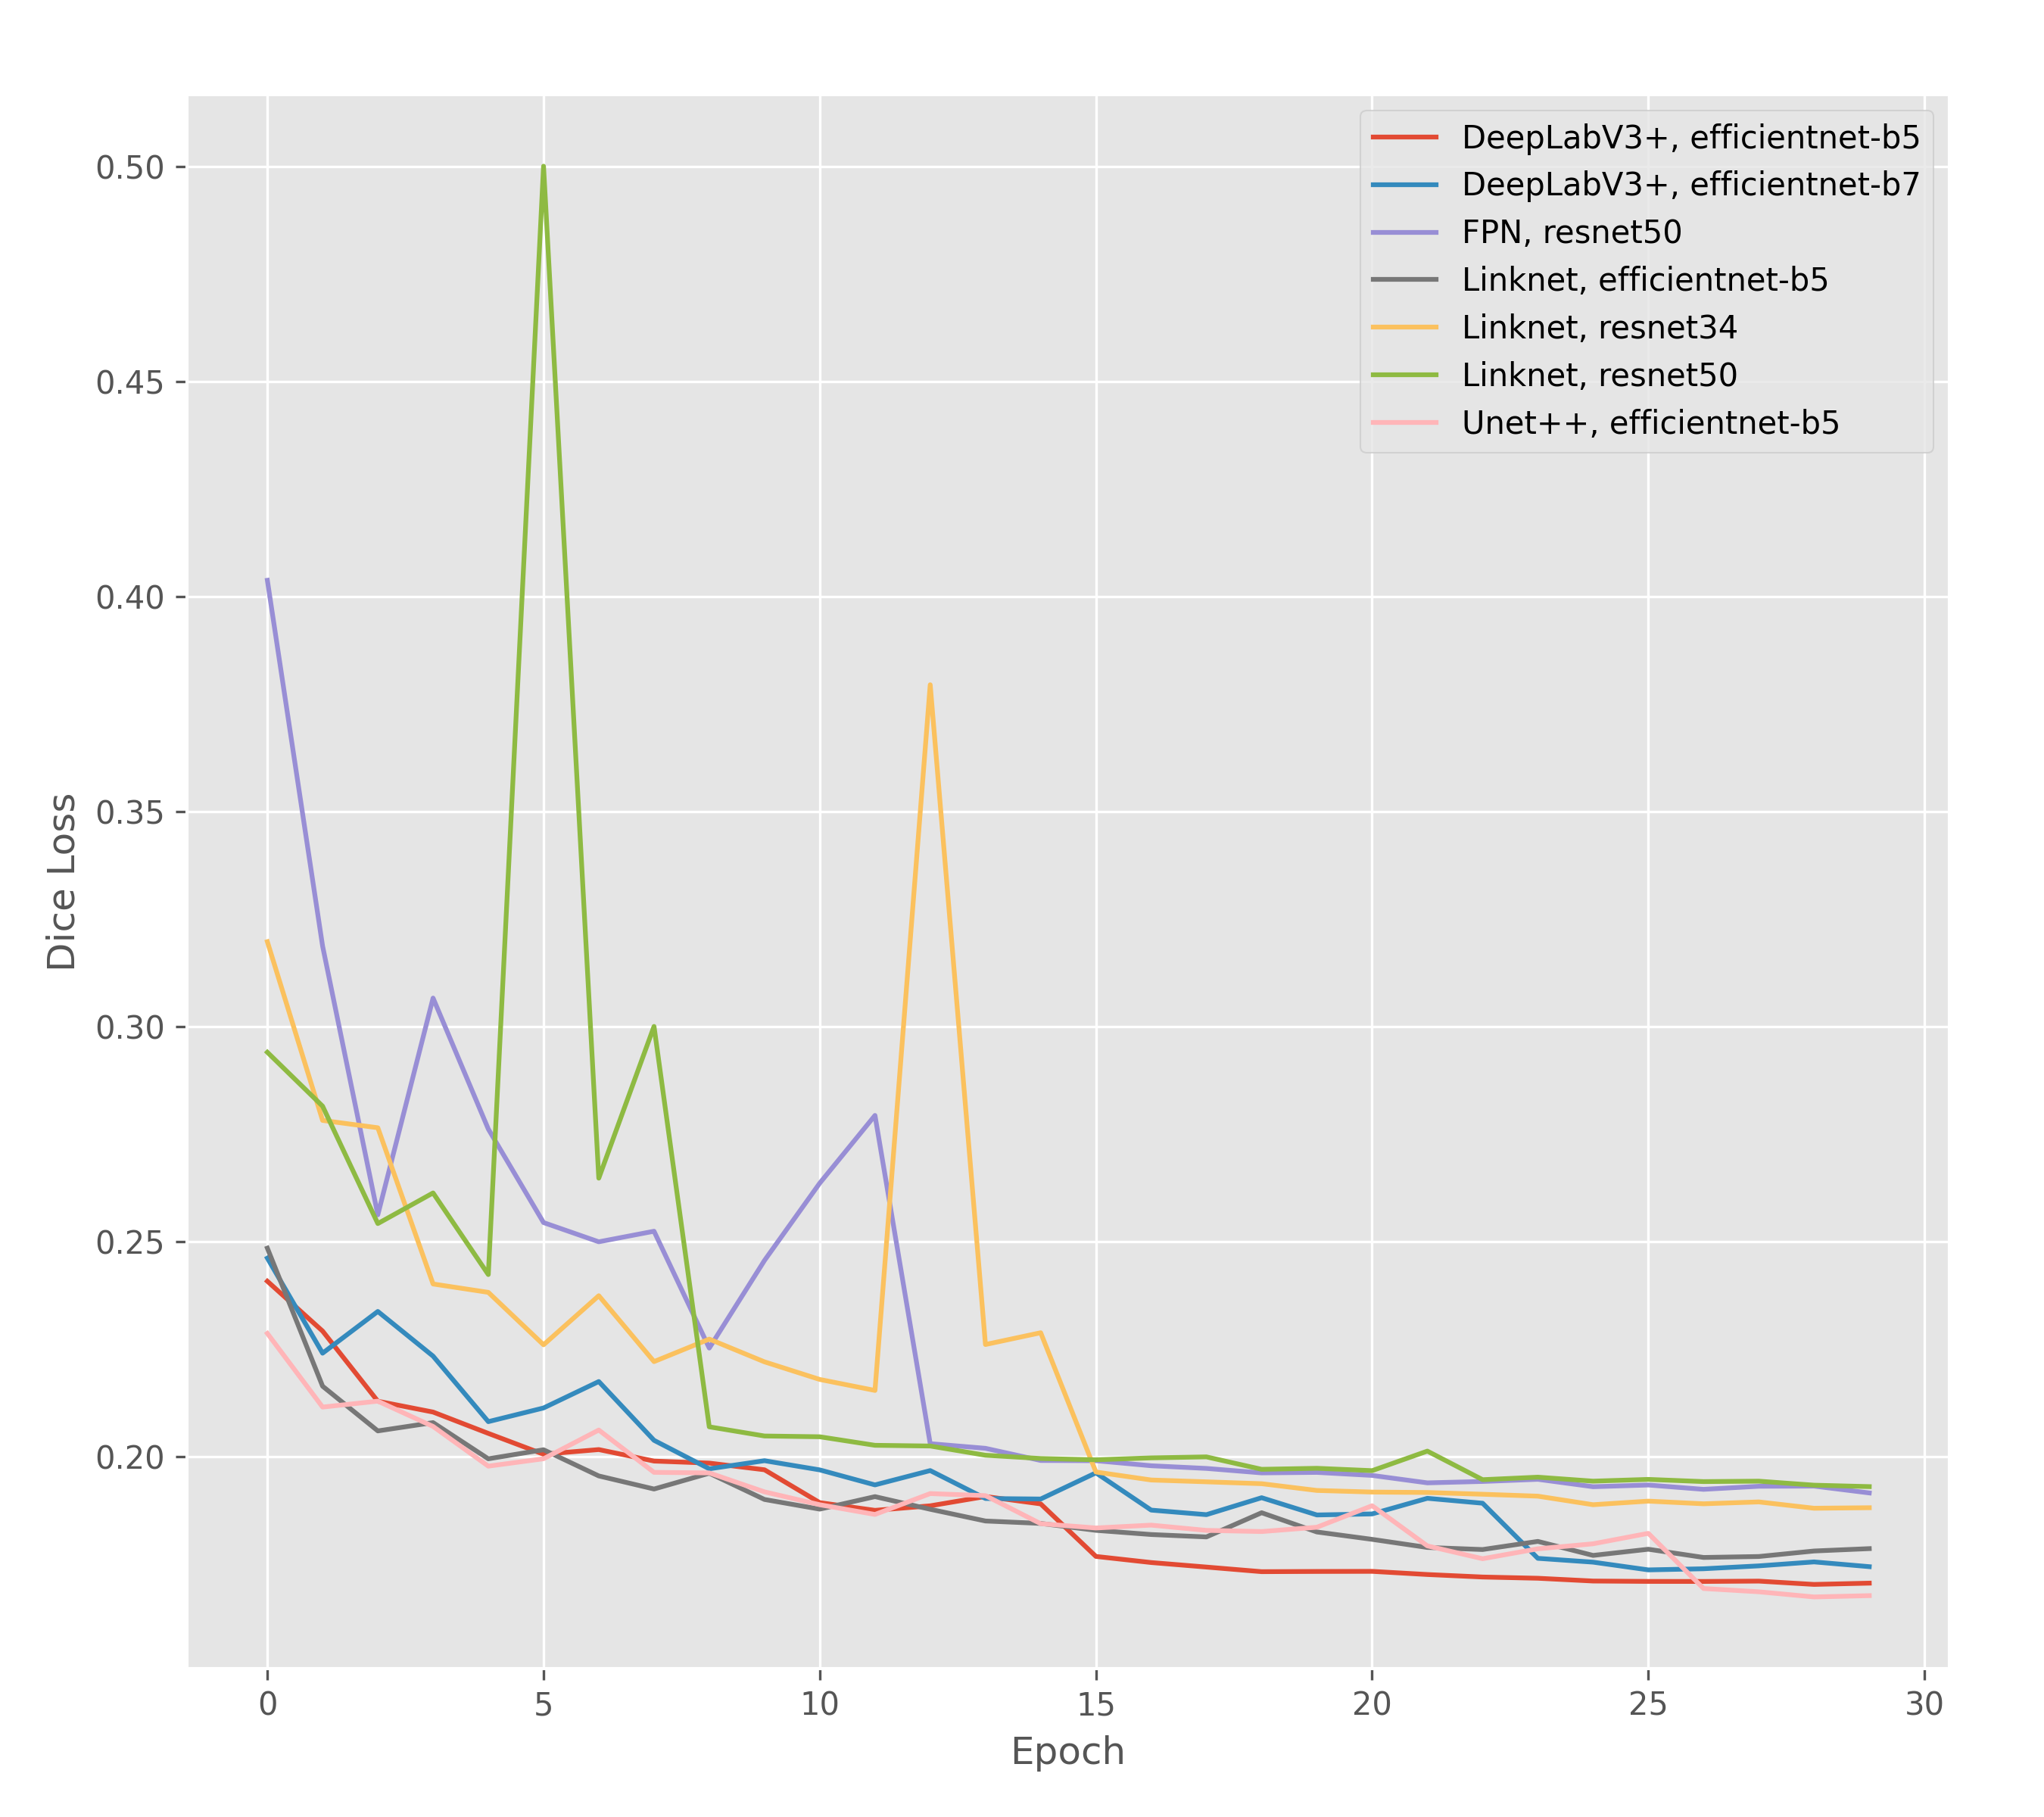 DeepLabV3+, efficientnet-b5
DeepLabV3+, efficientnet-b7
FPN, resnet50
Linknet, efficientnet-b5
Linknet, resnet34
Linknet, resnet50
Unet++, efficientnet-b5
0.50
0.45
0.40
0.35
0.30
0.25
0.20
Dice Loss
0 5 10 15 20 25 30
Epoch